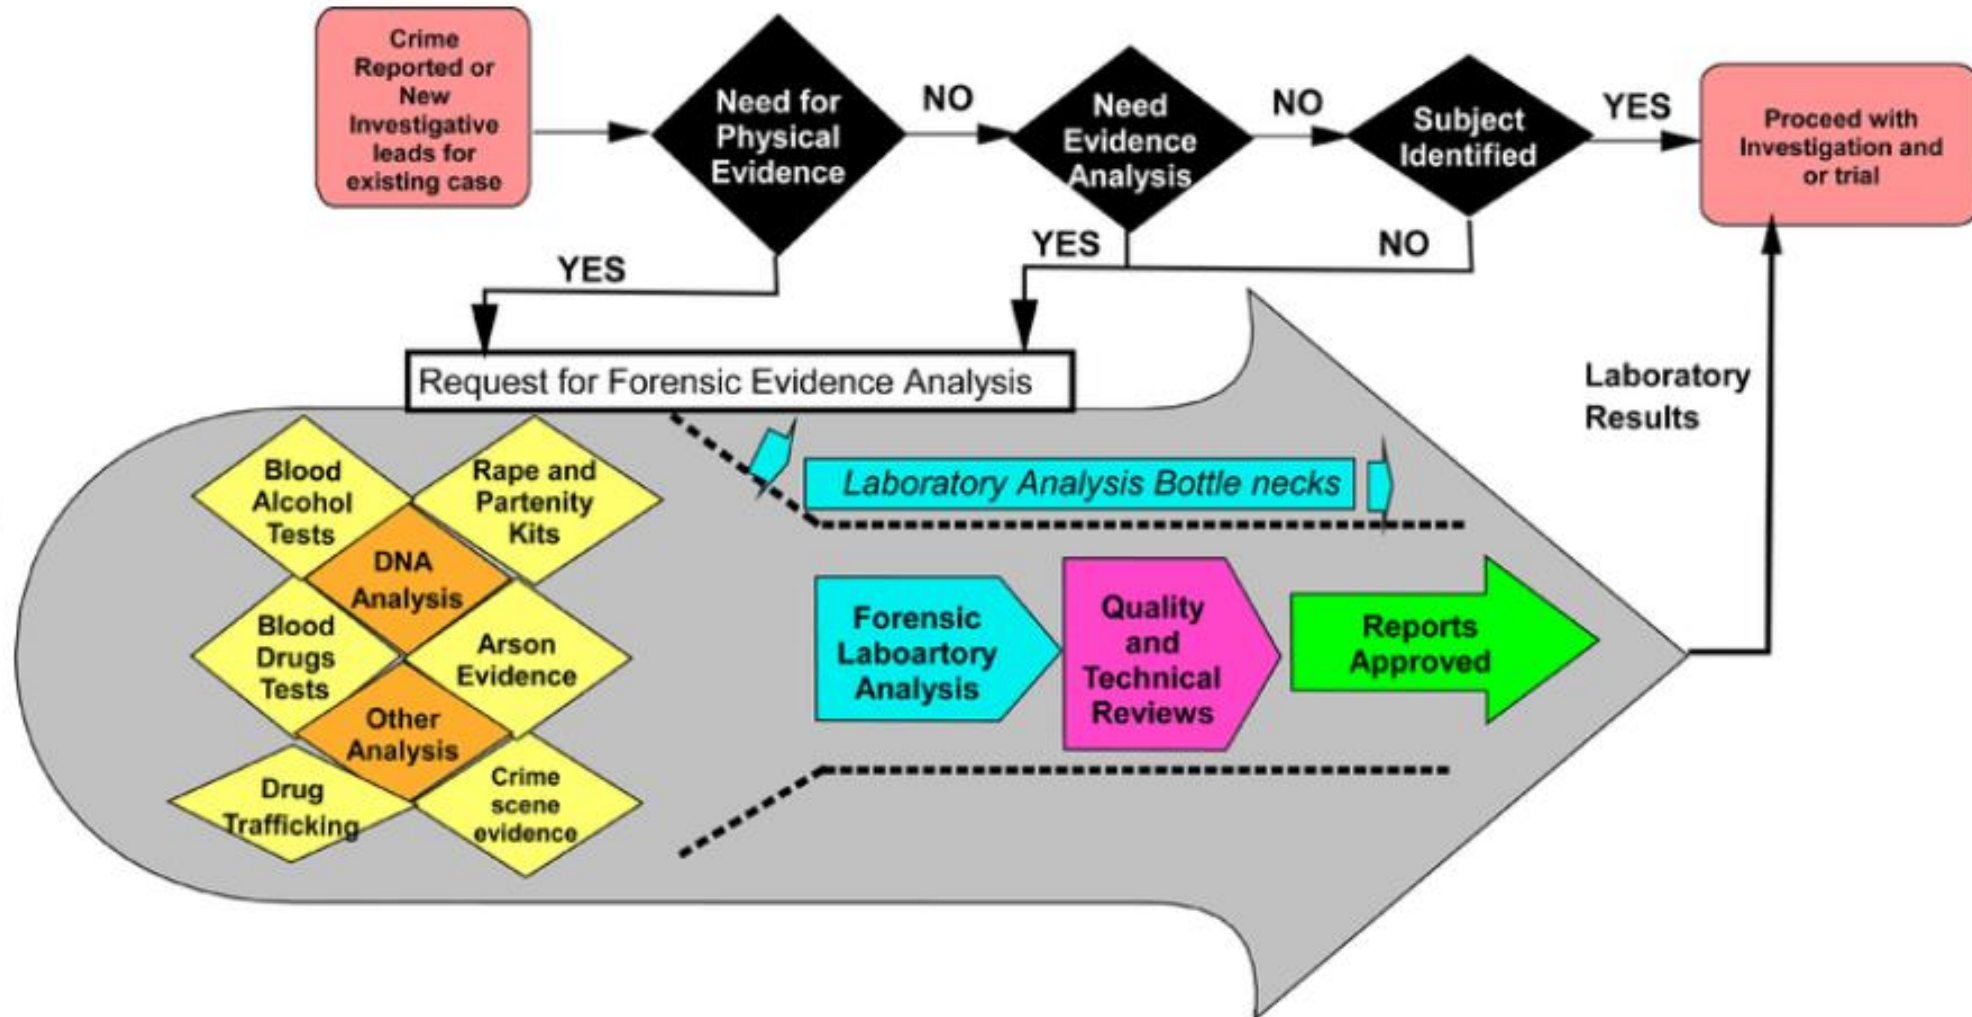 Crime
Reported or
New
Investigative
leads for
existing case
Need for
Physical
Evidence
NO
Need
Evidence
Analysis
NO
Subject
Identified
YES
Proceed with
Investigation and
or trial
YES
YES
NO
Request for Forensic Evidence Analysis
Laboratory
Results
Blood
Alcohol
Tests
Rape and
Partenity
Kits
DNA
Analysis
Blood
Drugs
Tests
Arson
Evidence
Other
Analysis
Drug
Trafficking
Crime
scene
evidence
Laboratory Analysis Bottle necks
Forensic
Laboartory
Analysis
Quality
and
Technical
Reviews
Reports
Approved